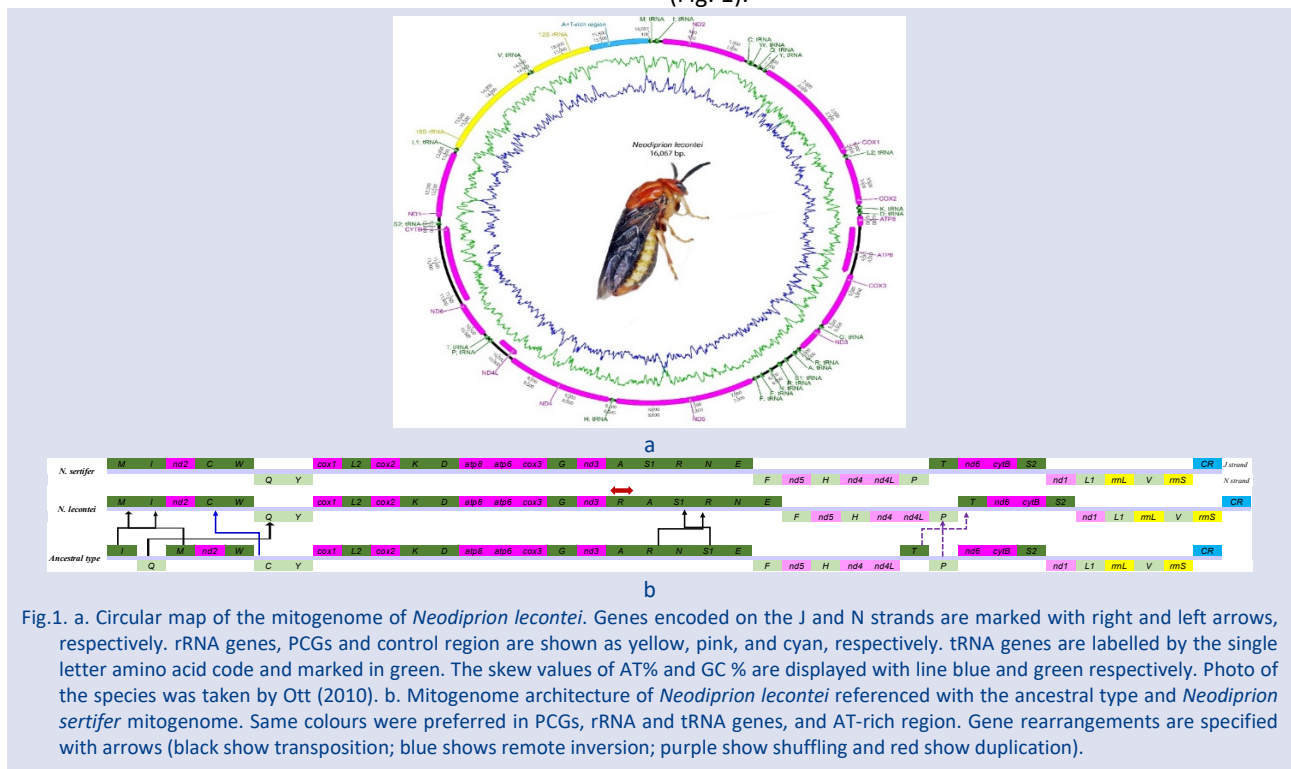 (Fig. 1).
A+T-rich region
M; tRNA
I; tRNA
ND2
12S rRNA
C; tRNA
W; tRNA
Q; tRNA
Y; tRNA
V; tRNA
16S rRNA
L1; tRNA
COX1
L2; tRNA
Neodiprion lecontei
16,067 bp.
COX2
K; tRNA
D; tRNA
ATP8
ND1
S2; tRNA
CYTB
ATP6
COX3
ND6
G; tRNA
ND3
T; tRNA
P; tRNA
R; tRNA
A; tRNA
S1; tRNA
R; tRNA
N; tRNA
E; tRNA
F; tRNA
ND4L
ND4
H; tRNA
ND5
a
M I nd2 C W cox1 L2 cox2 K D atp8 atp6 cox3 G nd3 A S1 R N E T nd6 cytB S2 CR J strand
N. sertifer
Q Y F nd5 H nd4 nd4L P nd1 L1 rrnL V rrnS N strand
M I nd2 C W cox1 L2 cox2 K D atp8 atp6 cox3 G nd3 R A S1 R N E T nd6 cytB S2 CR
N. lecontei
Q Y F nd5 H nd4 nd4L P nd1 L1 rrnL V rrnS
I M nd2 W cox1 L2 cox2 K D atp8 atp6 cox3 G nd3 A R N S1 E T nd6 cytB S2 CR
Ancestral type
Q C Y F nd5 H nd4 nd4L P nd1 L1 rrnL V rrnS
b
Fig.1. a. Circular map of the mitogenome of Neodiprion lecontei. Genes encoded on the J and N strands are marked with right and left arrows,
respectively. rRNA genes, PCGs and control region are shown as yellow, pink, and cyan, respectively. tRNA genes are labelled by the single
letter amino acid code and marked in green. The skew values of AT% and GC % are displayed with line blue and green respectively. Photo of
the species was taken by Ott (2010). b. Mitogenome architecture of Neodiprion lecontei referenced with the ancestral type and Neodiprion
sertifer mitogenome. Same colours were preferred in PCGs, rRNA and tRNA genes, and AT-rich region. Gene rearrangements are specified
with arrows (black show transposition; blue shows remote inversion; purple show shuffling and red show duplication).